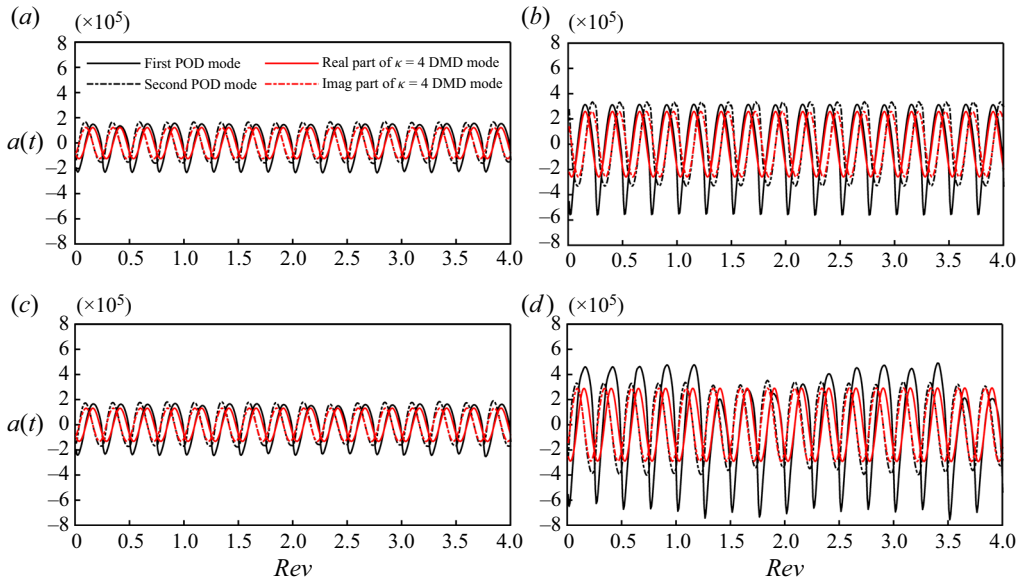 (a) (×10⁵) (b) (×10⁵)
8 8
First POD mode Real part of κ = 4 DMD mode
6 6
Second POD mode Imag part of κ = 4 DMD mode
4 4
2 2
a(t) 0 0
−2 −2
−4 −4
−6 −6
−8 −8
0 0.5 1.0 1.5 2.0 2.5 3.0 3.5 4.0 0 0.5 1.0 1.5 2.0 2.5 3.0 3.5 4.0
(c) (×10⁵) (d) (×10⁵)
8 8
6 6
4 4
2 2
a(t) 0 0
−2 −2
−4 −4
−6 −6
−8 −8
0 0.5 1.0 1.5 2.0 2.5 3.0 3.5 4.0 0 0.5 1.0 1.5 2.0 2.5 3.0 3.5 4.0
Rev Rev